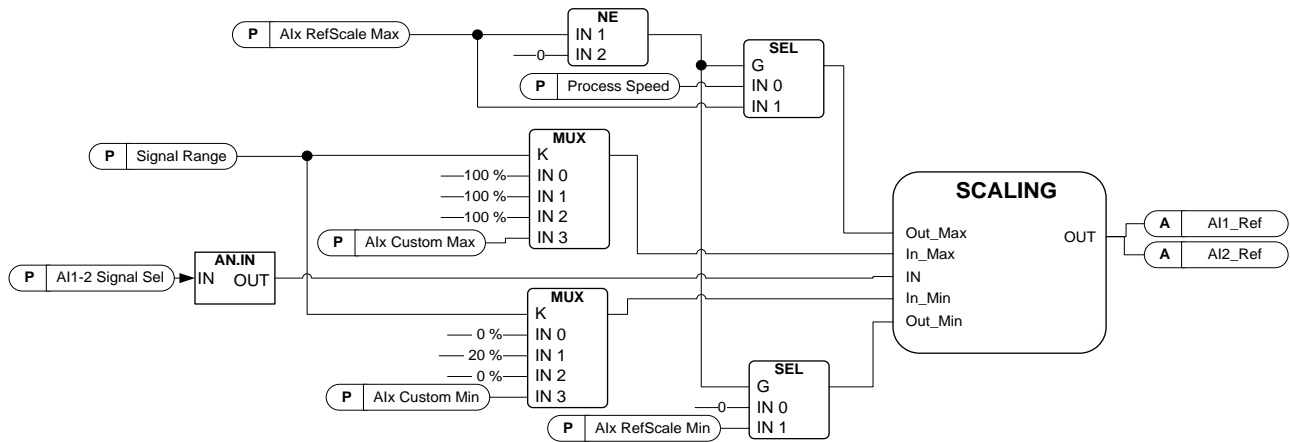 NE
P AIx RefScale Max
IN 1
0 IN 2
SEL
G
P Process Speed
IN 0
IN 1
MUX
P Signal Range
K
100 % IN 0
100 % IN 1
100 % IN 2
P AIx Custom Max
IN 3
SCALING
Out_Max
In_Max
IN
In_Min
Out_Min
OUT
A AI1_Ref
A AI2_Ref
AN.IN
P AI1-2 Signal Sel
IN OUT
MUX
K
0 % IN 0
20 % IN 1
0 % IN 2
P AIx Custom Min
IN 3
SEL
G
0 IN 0
P AIx RefScale Min
IN 1